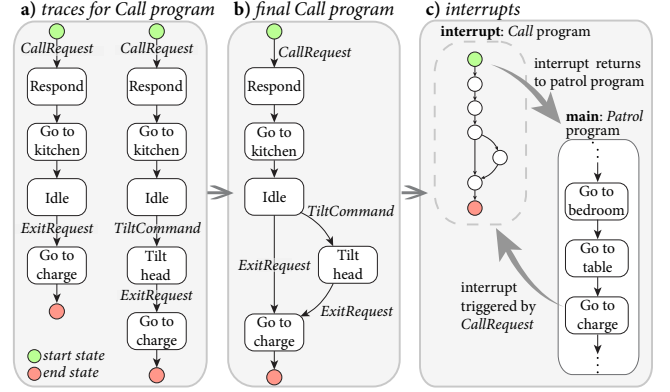 a) traces for Call program
CallRequest
CallRequest
Respond
Respond
Go to
kitchen
Go to
kitchen
Idle
Idle
ExitRequest
TiltCommand
Go to
charge
Tilt
head
ExitRequest
Go to
charge
start state
end state
b) final Call program
CallRequest
Respond
Go to
kitchen
Idle
TiltCommand
ExitRequest
Tilt
head
ExitRequest
Go to
charge
c) interrupts
interrupt: Call program
interrupt returns
to patrol program
main: Patrol
program
Go to
bedroom
Go to
table
Go to
charge
interrupt
triggered by
CallRequest